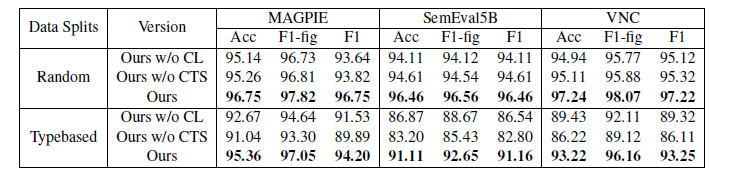 Data Splits Version MAGPIE SemEval5B VNC
Acc F1-fig F1 Acc F1-fig F1 Acc F1-fig F1
Random Ours w/o CL 95.14 96.73 93.64 94.11 94.12 94.11 94.94 95.77 95.12
Ours w/o CTS 95.26 96.81 93.82 94.61 94.54 94.61 95.11 95.88 95.32
Ours 96.75 97.82 96.75 96.46 96.56 96.46 97.24 98.07 97.22
Typebased Ours w/o CL 92.67 94.64 91.53 86.87 88.67 86.54 89.43 92.11 89.32
Ours w/o CTS 91.04 93.30 89.89 83.20 85.43 82.80 86.22 89.12 86.11
Ours 95.36 97.05 94.20 91.11 92.65 91.16 93.22 96.16 93.25